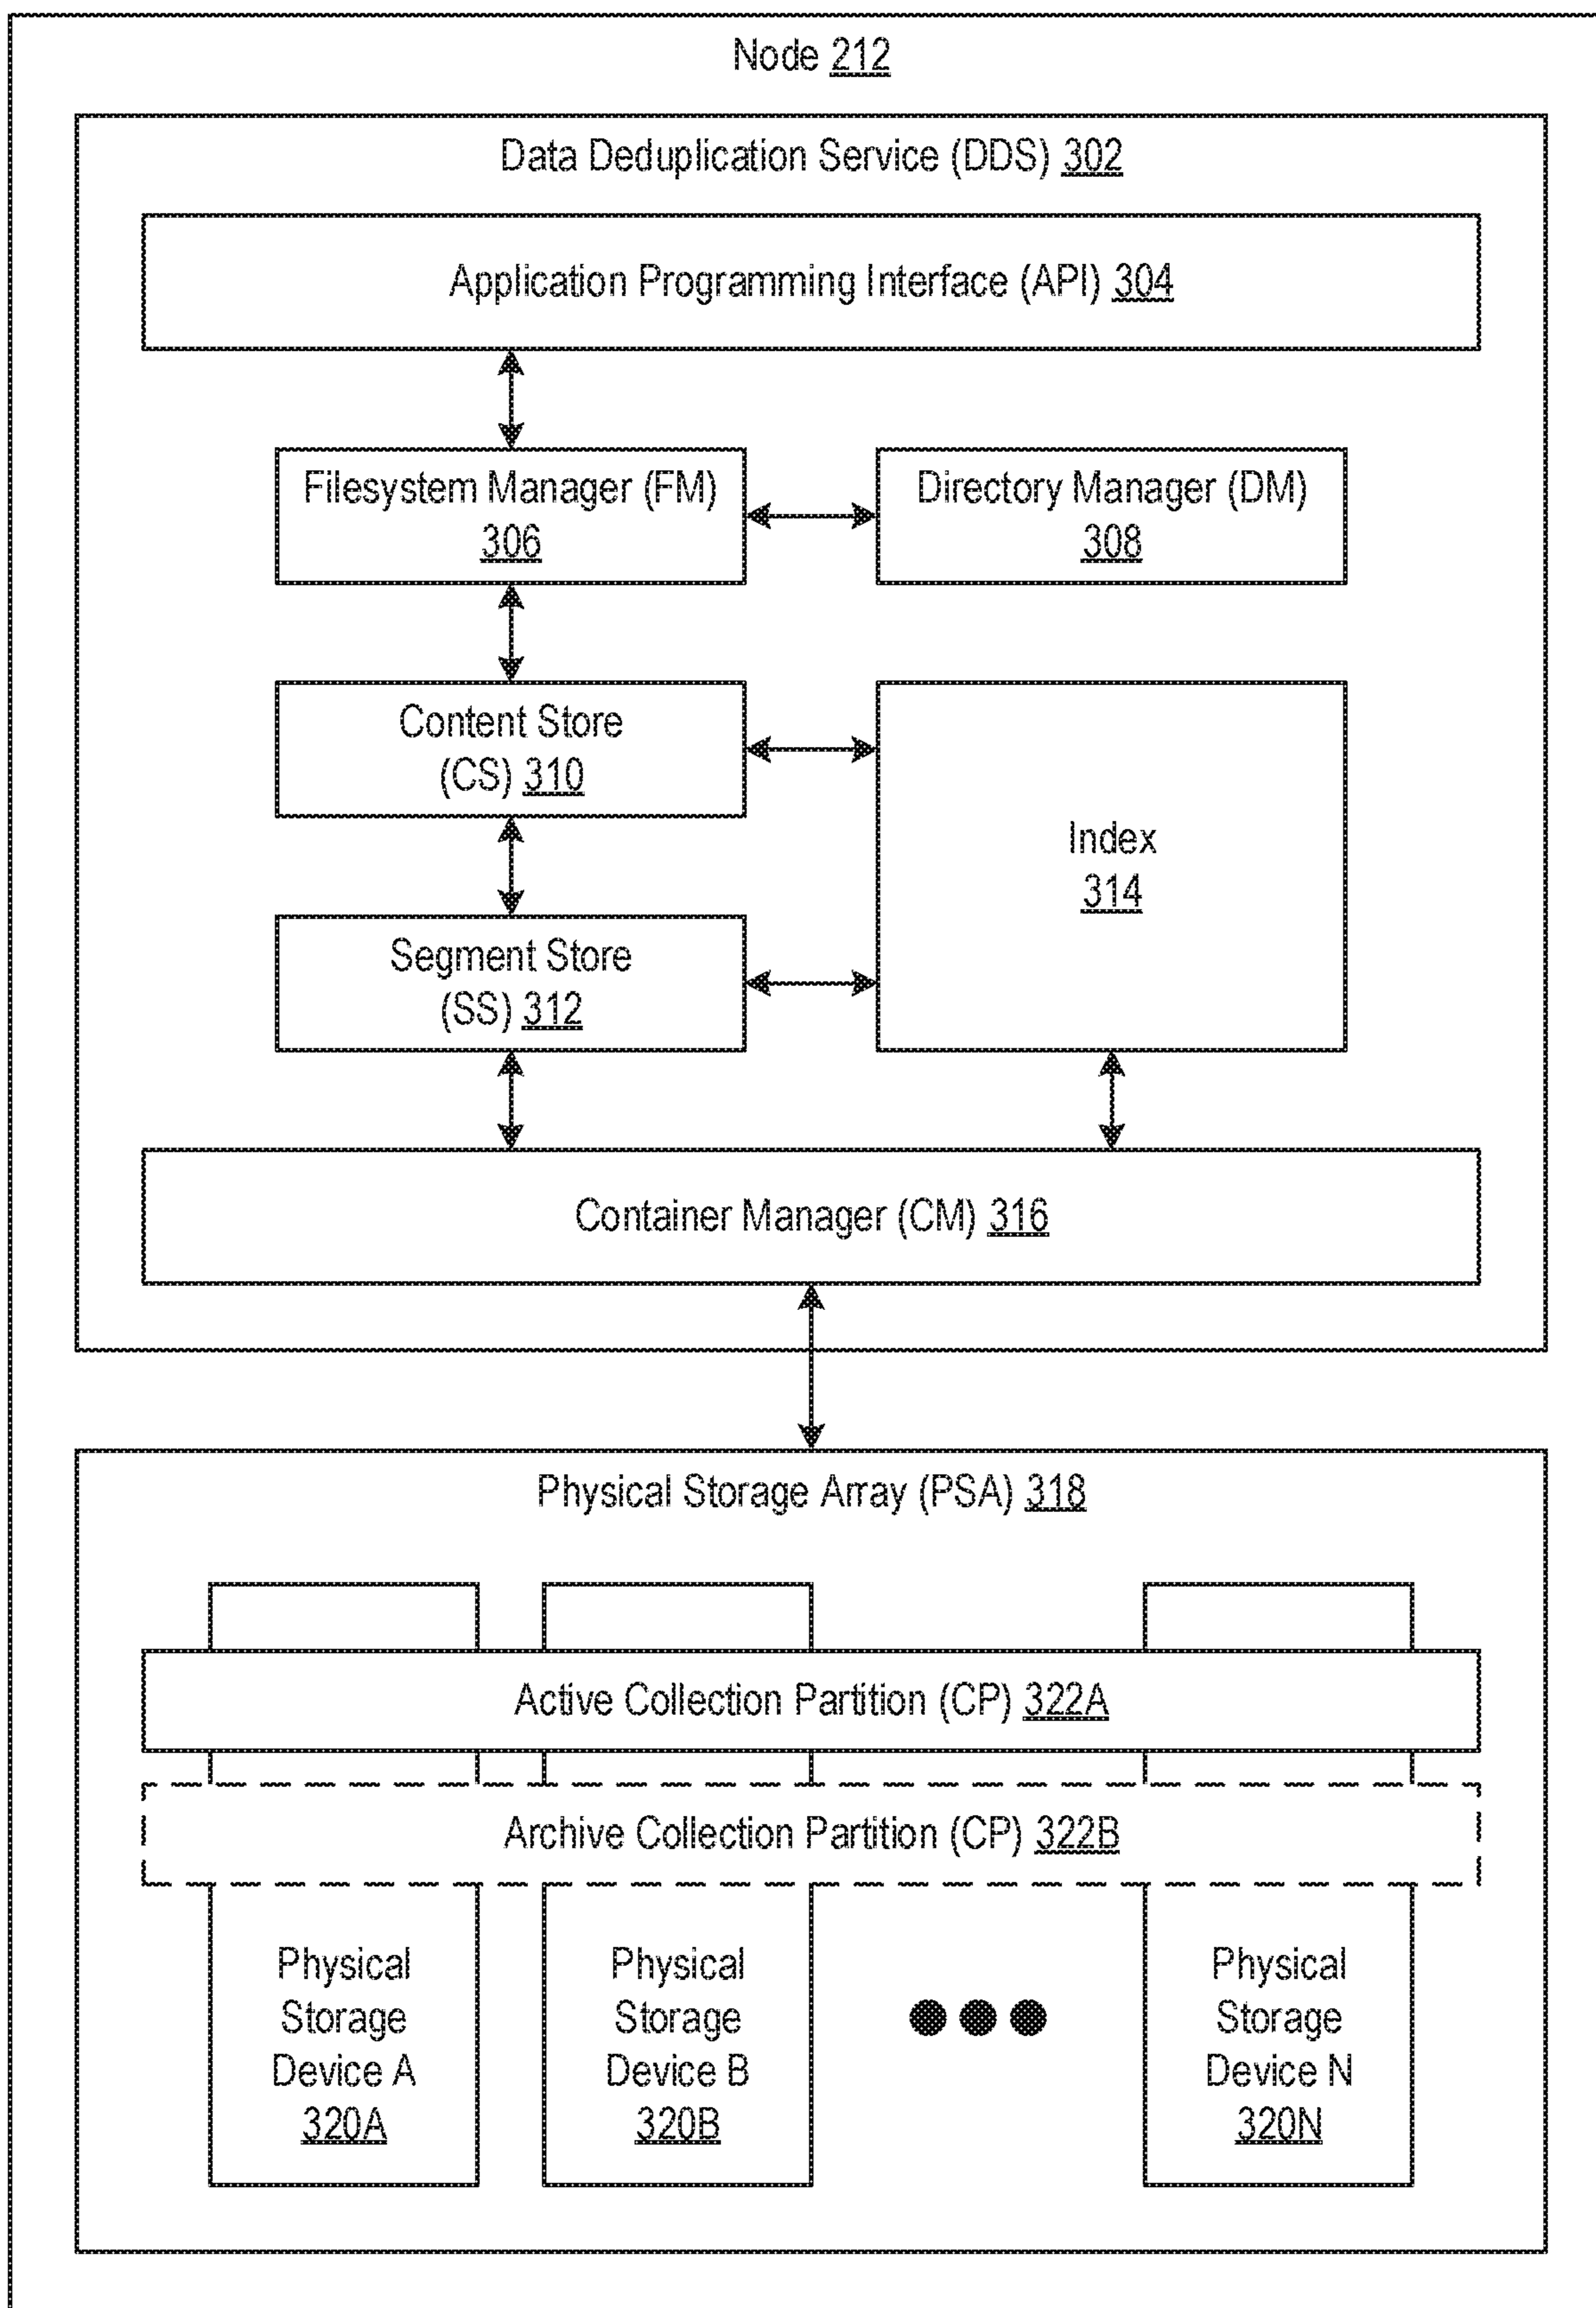 Node 212
Data Deduplication Service (DDS) 302
Application Programming Interface (API) 304
Filesystem Manager (FM)
306
Directory Manager (DM)
308
Content Store
(CS) 310
Index
314
Segment Store
(SS) 312
Container Manager (CM) 316
Physical Storage Array (PSA) 318
Active Collection Partition (CP) 322A
Archive Collection Partition (CP) 322B
Physical
Storage
Device A
320A
Physical
Storage
Device B
320B
Physical
Storage
Device N
320N